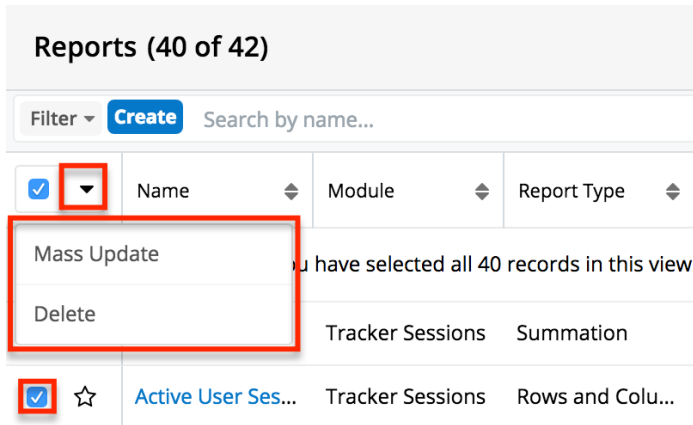 Reports (40 of 42)
Filter Create Search by name...
Name Module Report Type
Mass Update
u have selected all 40 records in this view
Delete
Tracker Sessions Summation
Active User Ses... Tracker Sessions Rows and Colu...